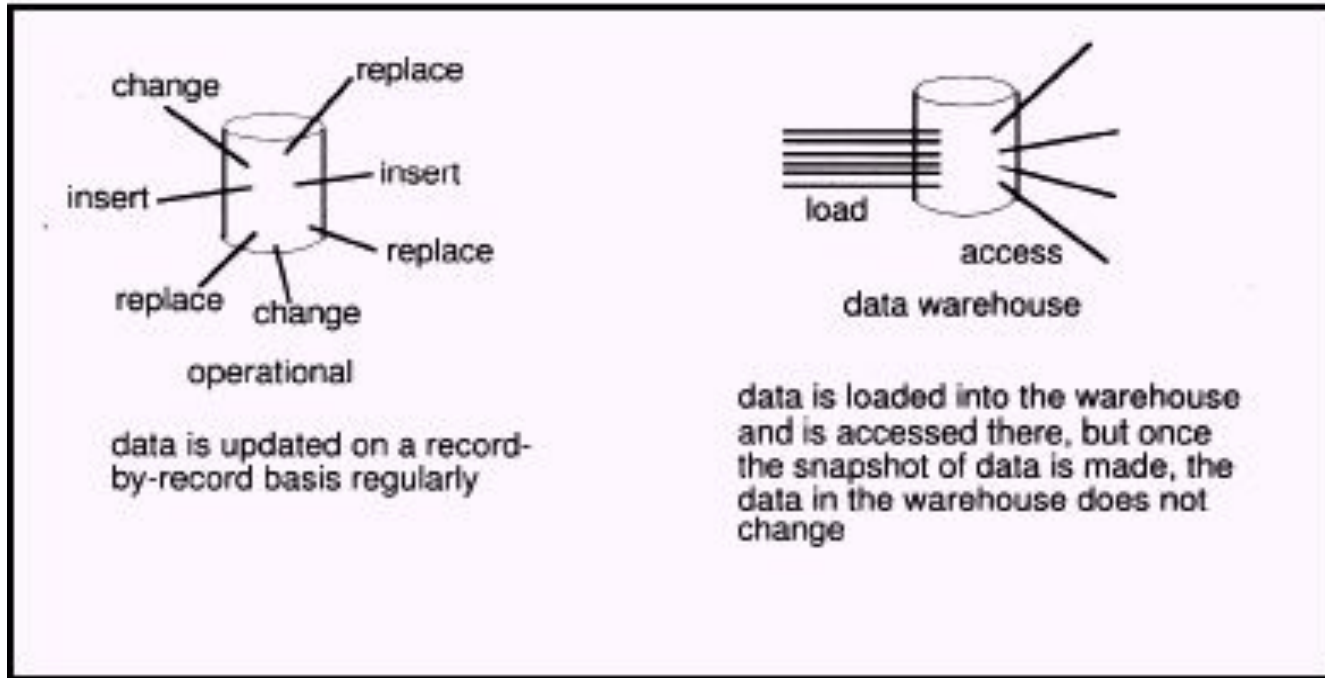 change
replace
insert
insert
replace
replace
change
operational
data is updated on a record-
by-record basis regularly
load
access
data warehouse
data is loaded into the warehouse
and is accessed there, but once
the snapshot of data is made, the
data in the warehouse does not
change